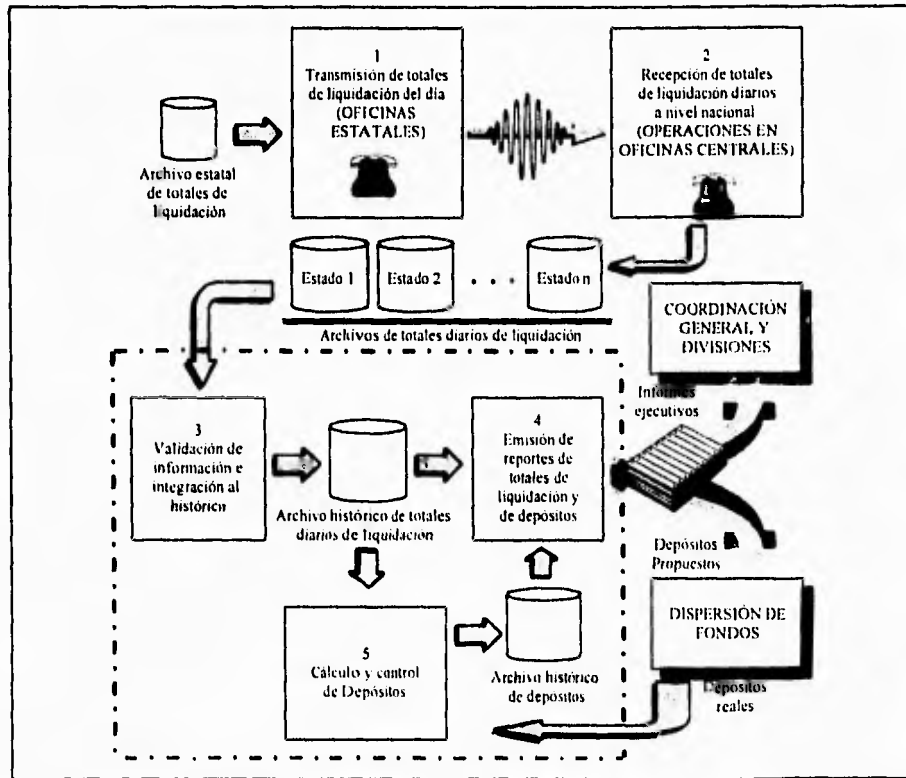 1
Transmisión de totales
de liquidación del día
(OFICINAS
ESTATALES)
2
Recepción de totales
de liquidación diarios
a nivel nacional
(OPERACIONES EN
OFICINAS CENTRALES)
Archivo estatal
de totales de
liquidación
Estado 1
Estado 2
. . .
Estado n
Archivos de totales diarios de liquidación
COORDINACIÓN
GENERAL, Y
DIVISIONES
Informes
ejecutivos
3
Validación de
información e
integración al
histórico
Archivo histórico de totales
diarios de liquidación
4
Emisión de
reportes de
totales de
liquidación y
de depósitos
Depósitos
Propuestos
DISPERSIÓN DE
FONDOS
5
Cálculo y control
de Depósitos
Archivo histórico
de depósitos
Depósitos
reales